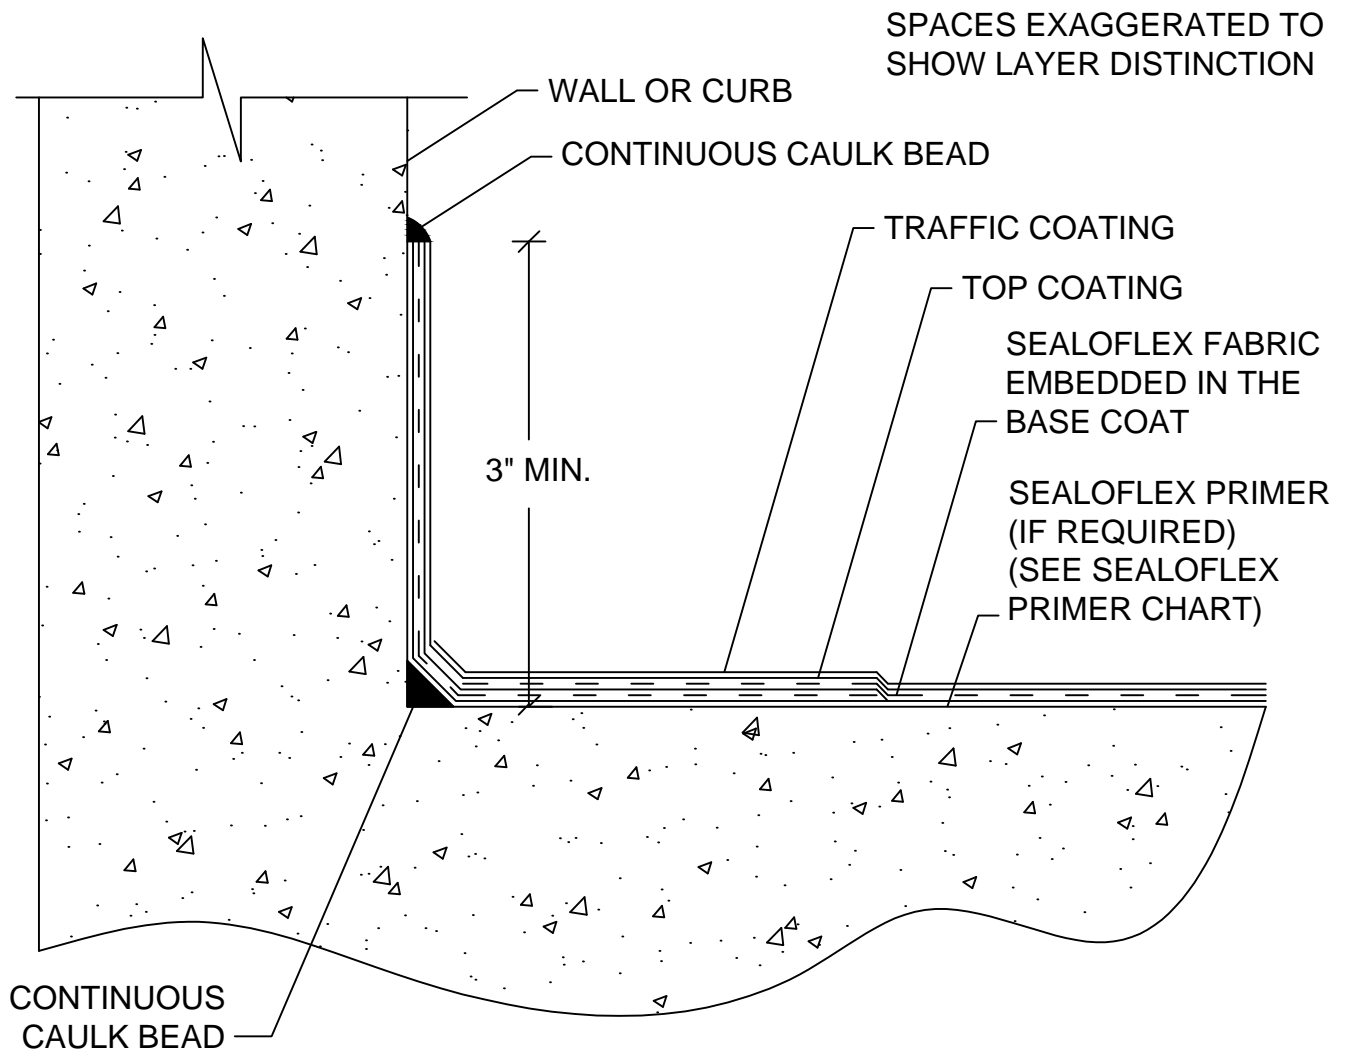 SPACES EXAGGERATED TO
SHOW LAYER DISTINCTION
WALL OR CURB
CONTINUOUS CAULK BEAD
TRAFFIC COATING
TOP COATING
SEALOFLEX FABRIC
EMBEDDED IN THE
BASE COAT
3" MIN.
SEALOFLEX PRIMER
(IF REQUIRED)
(SEE SEALOFLEX
PRIMER CHART)
CONTINUOUS
CAULK BEAD